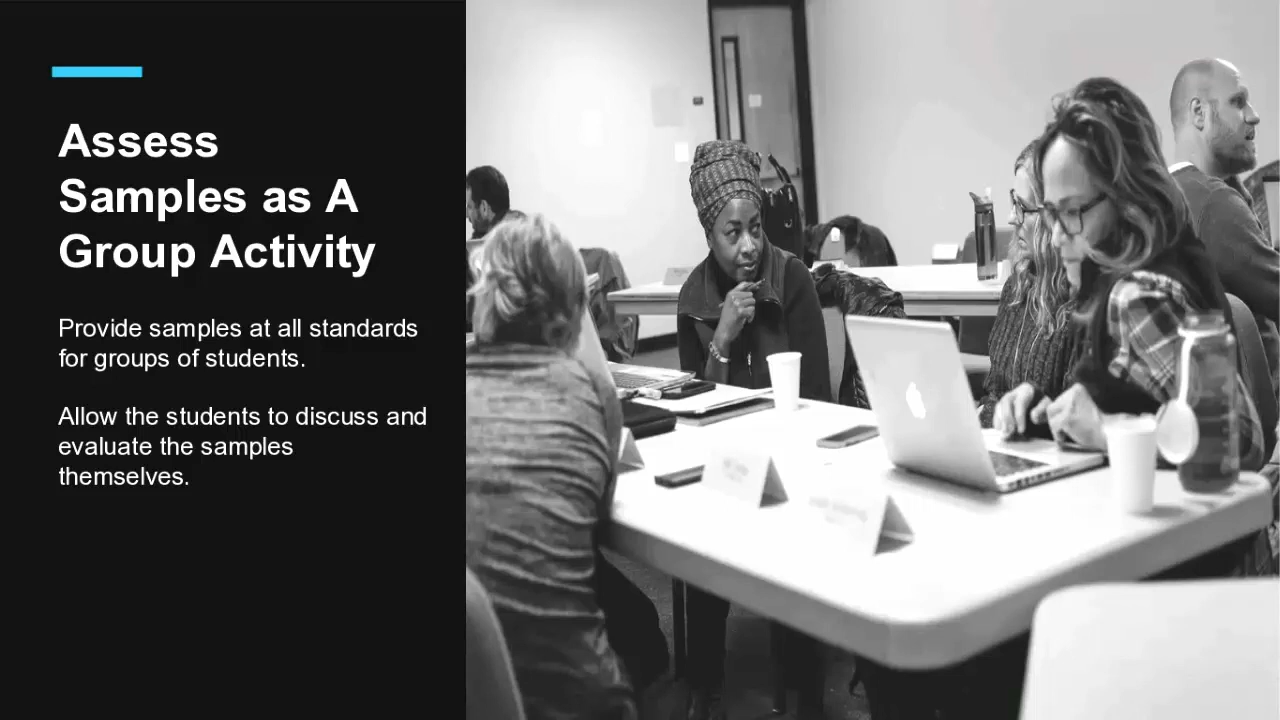 Assess
Samples as A
Group Activity
Provide samples at all standards
for groups of students.
Allow the students to discuss and
evaluate the samples
themselves.